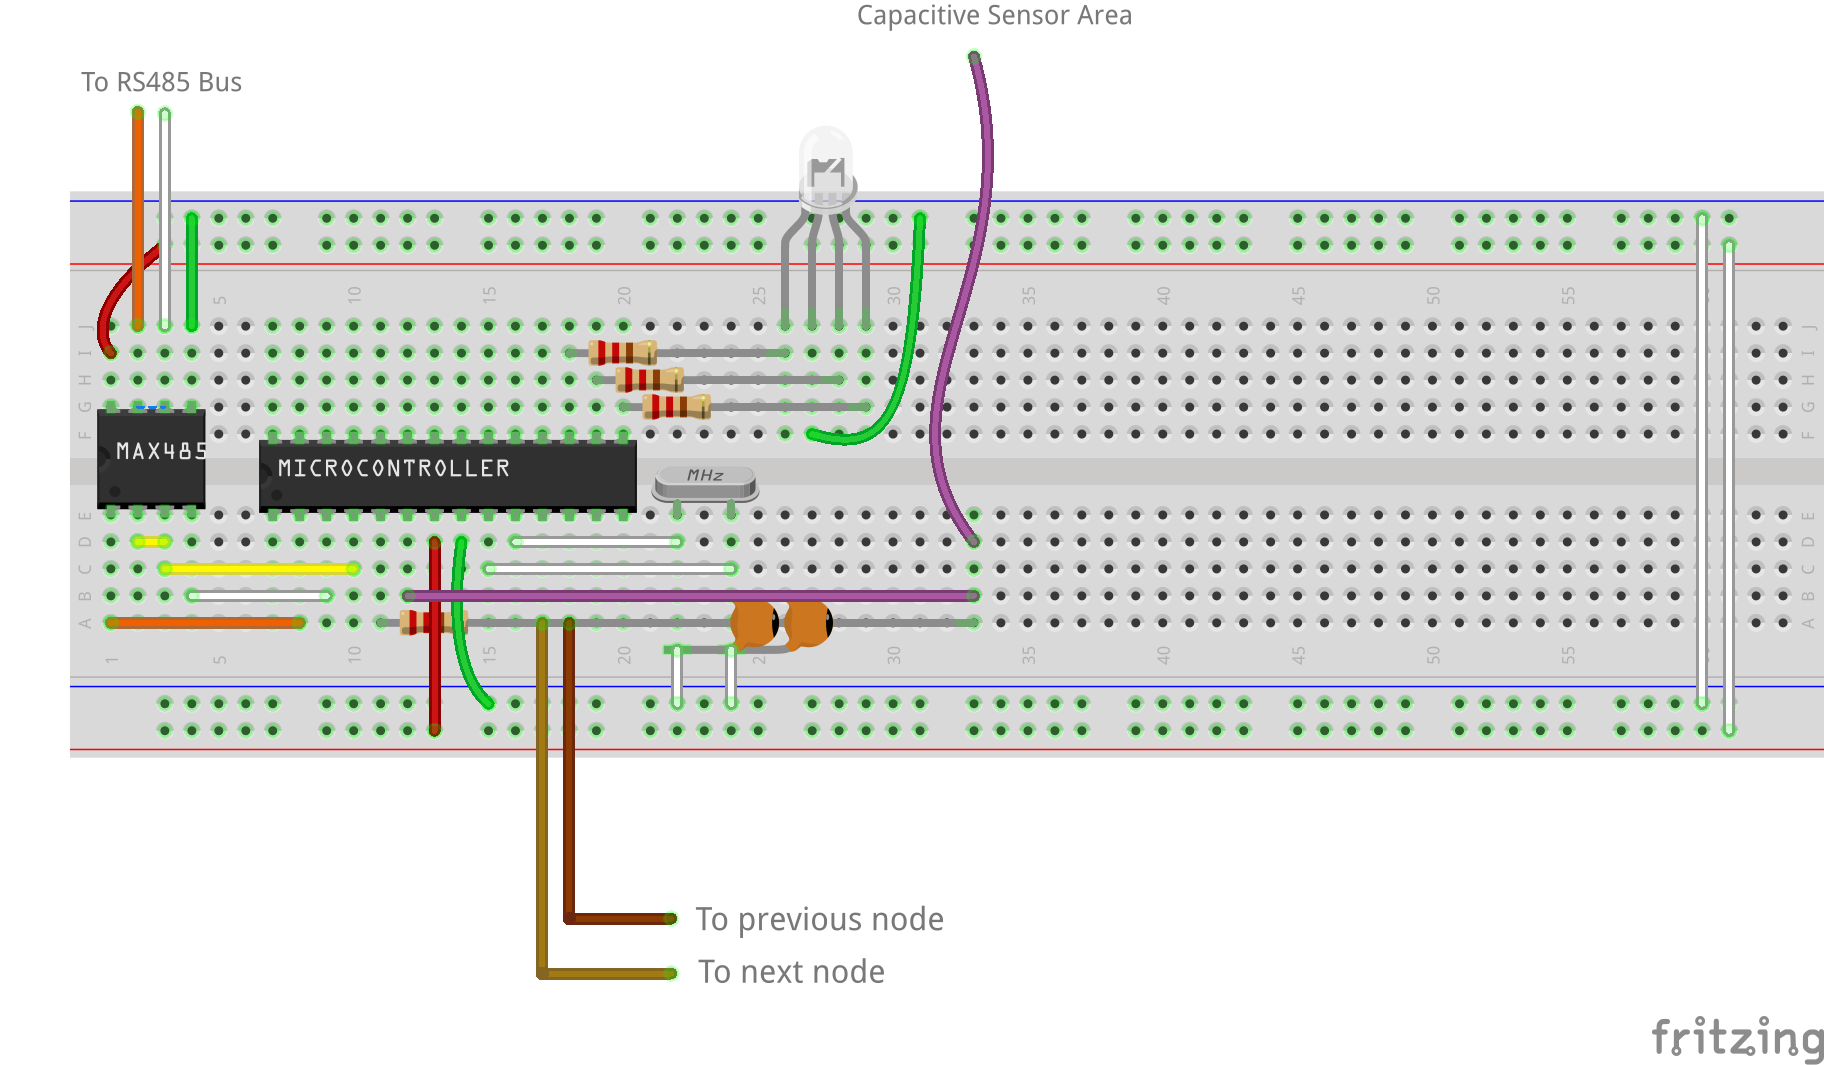 Capacitive Sensor Area
To RS485 Bus
5 10 15 20 25 30 35 40 45 50 55
J J
I I
H H
G G
F F
MAX485
MICROCONTROLLER
MHz
E E
D D
C C
B B
A A
1 5 10 15 20 2 30 35 40 45 50 55
To previous node
To next node
fritzing